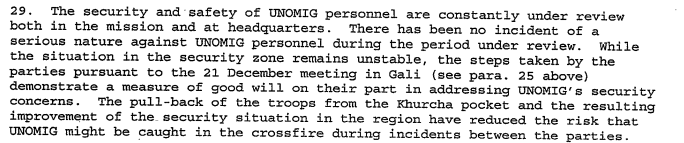 29.  The security and safety of UNOMIG personnel are constantly under review
both in the mission and at headquarters.  There has been no incident of a
serious nature against UNOMIG personnel during the period under review.  While
the situation in the security zone remains unstable, the steps taken by the
parties pursuant to the 21 December meeting in Gali (see para. 25 above)
demonstrate a measure of good will on their part in addressing UNOMIG's security
concerns.  The pull-back of the troops from the Khurcha pocket and the resulting
improvement of the security situation in the region have reduced the risk that
UNOMIG might be caught in the crossfire during incidents between the parties.